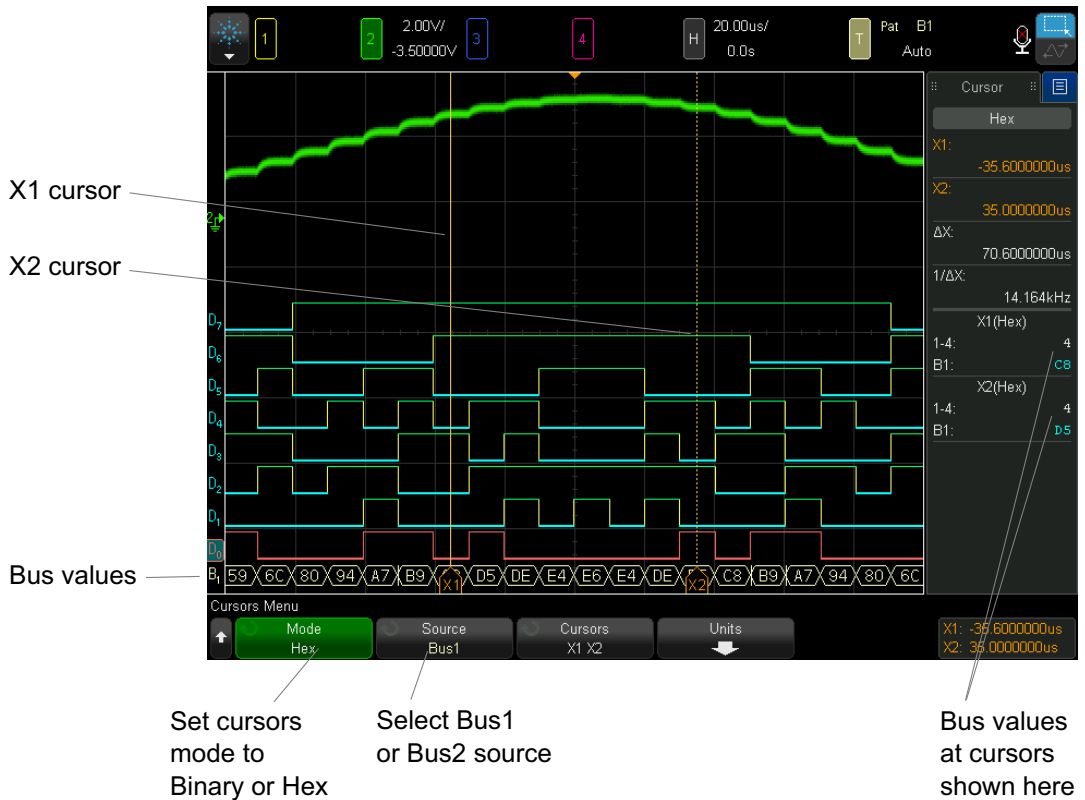 1
2
2.00V/
-3.50000V
3
4
H
20.00us/
0.0s
T
Pat B1
Auto
Cursor
Hex
X1:
-35.6000000us
X2:
35.0000000us
ΔX:
70.6000000us
1/ΔX:
14.164kHz
X1(Hex)
1-4: 4
B1: C8
X2(Hex)
1-4: 4
B1: D5
X1 cursor
X2 cursor
2
D7
D6
D5
D4
D3
D2
D1
D0
Bus values
B1 59 6C 80 94 A7 B9 X1 D5 DE E4 E6 E4 DE X2 C8 B9 A7 94 80 6C
Cursors Menu
Mode
Hex
Source
Bus1
Cursors
X1 X2
Units
X1: -35.6000000us
X2: 35.0000000us
Set cursors
mode to
Binary or Hex
Select Bus1
or Bus2 source
Bus values
at cursors
shown here